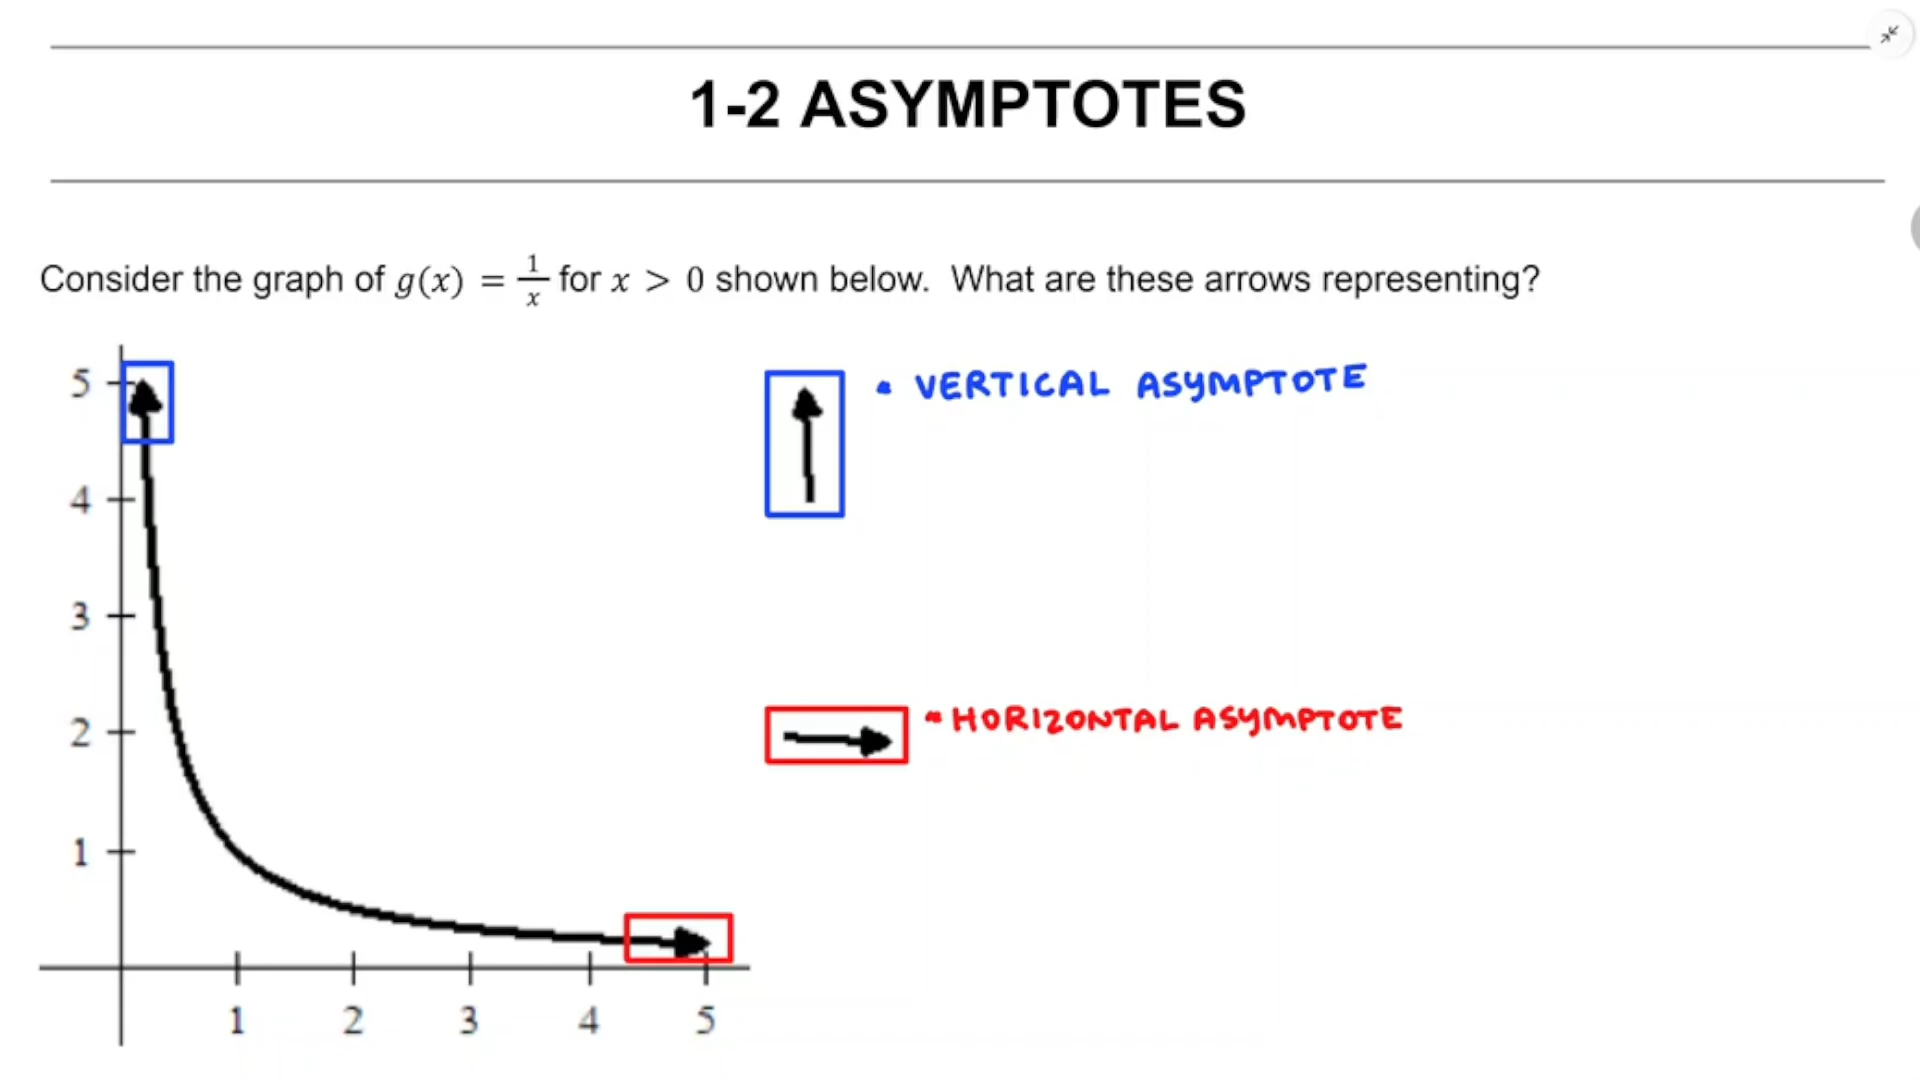 1-2 ASYMPTOTES
Consider the graph of g(x) = 1/x for x > 0 shown below. What are these arrows representing?
5
4
3
2
1
1 2 3 4 5
VERTICAL ASYMPTOTE
HORIZONTAL ASYMPTOTE